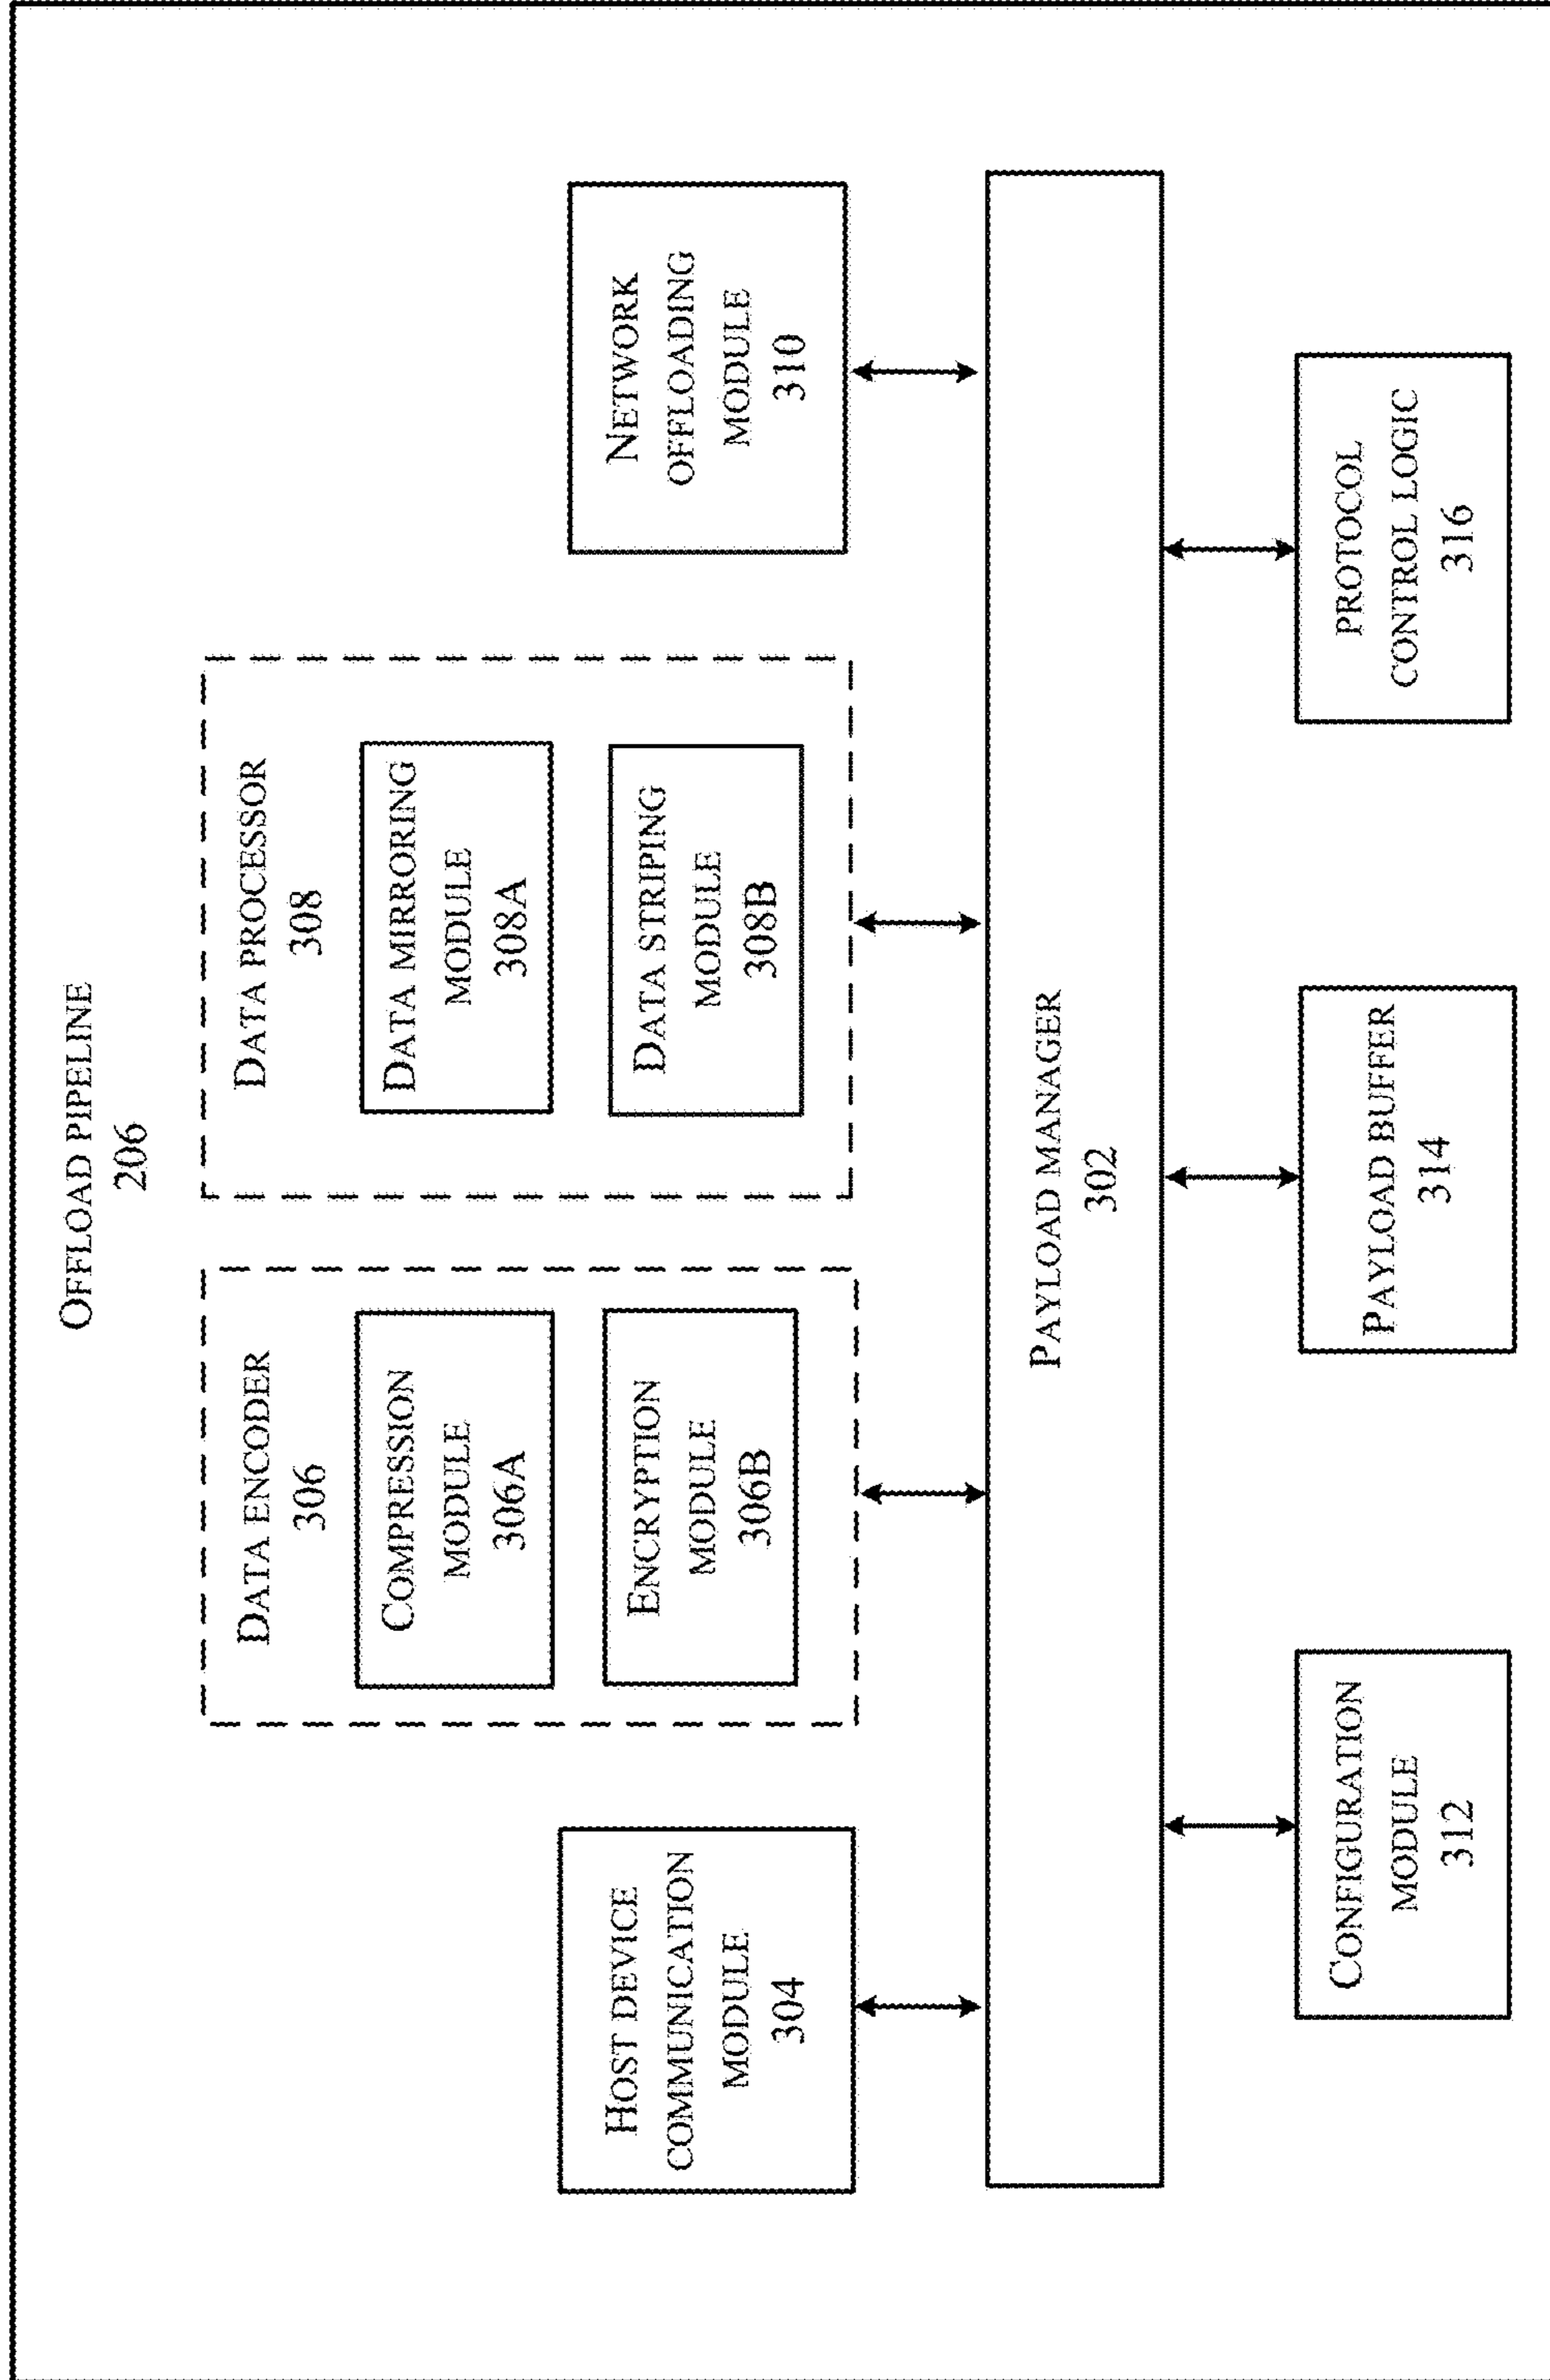 OFFLOAD PIPELINE
206
DATA ENCODER
306
COMPRESSION
MODULE
306A
ENCRYPTION
MODULE
306B
DATA PROCESSOR
308
DATA MIRRORING
MODULE
308A
DATA STRIPING
MODULE
308B
HOST DEVICE
COMMUNICATION
MODULE
304
NETWORK
OFFLOADING
MODULE
310
PAYLOAD MANAGER
302
CONFIGURATION
MODULE
312
PAYLOAD BUFFER
314
PROTOCOL
CONTROL LOGIC
316